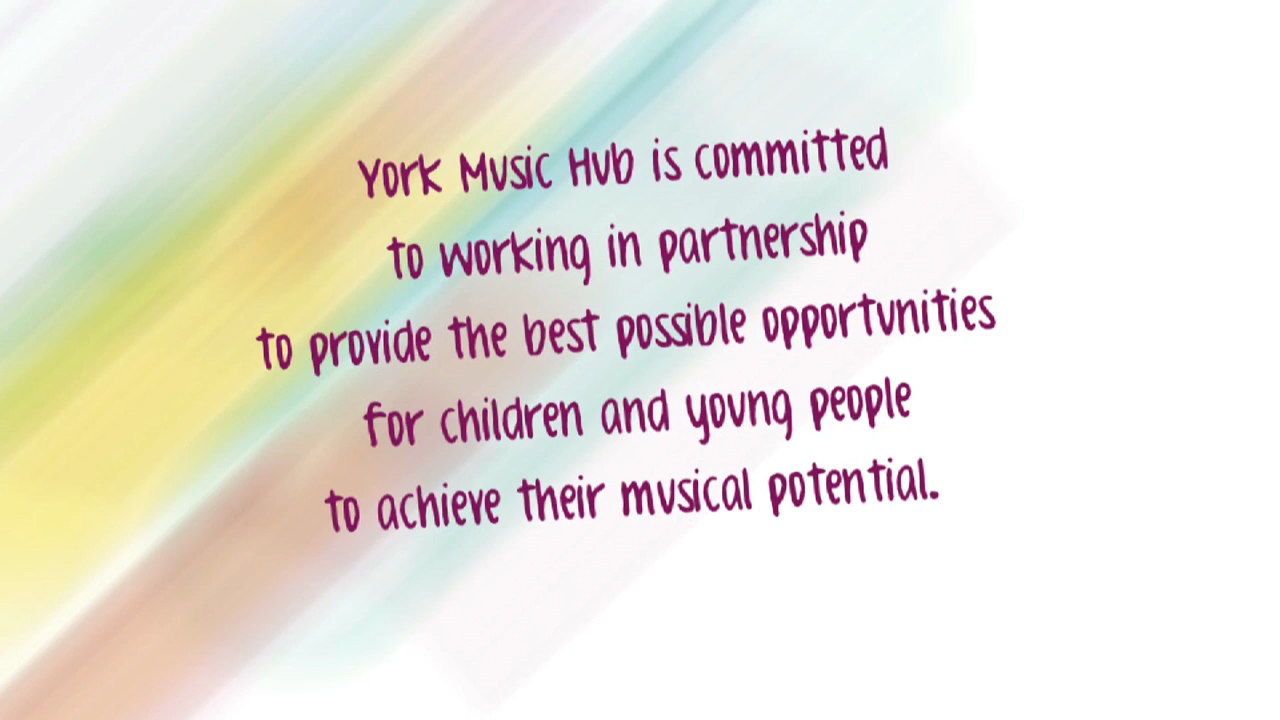 York Music Hub is committed
to working in partnership
to provide the best possible opportunities
for children and young people
to achieve their musical potential.